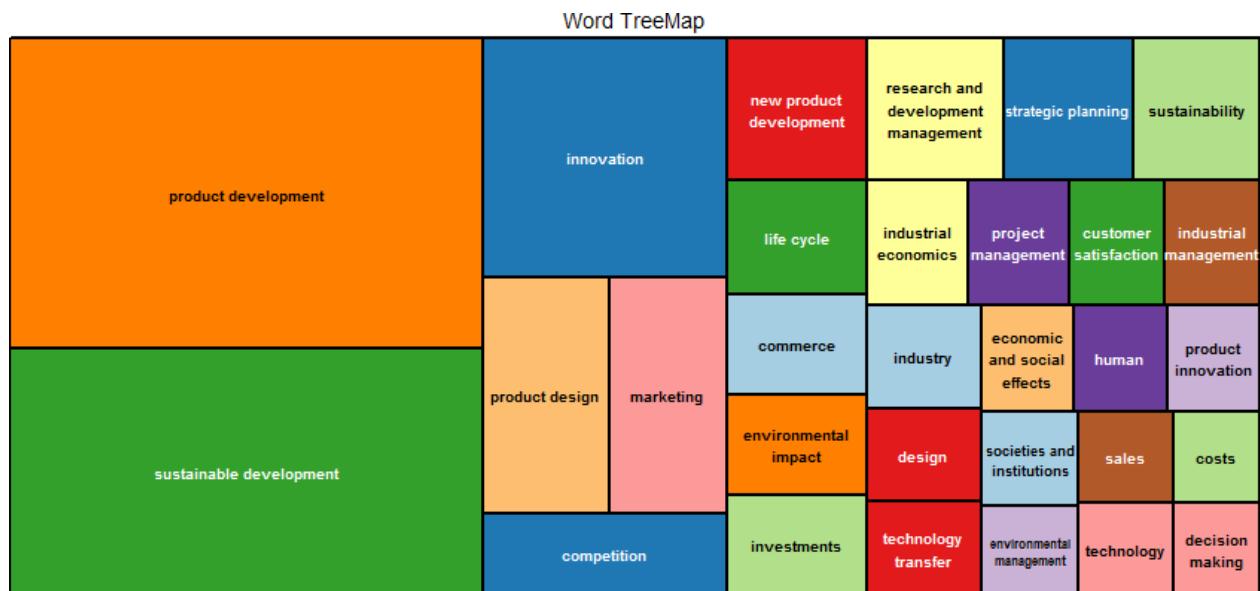 Word TreeMap
product development
sustainable development
innovation
product design
marketing
competition
new product
development
life cycle
commerce
environmental
impact
investments
research and
development
management
strategic planning
sustainability
industrial
economics
project
management
customer
satisfaction
industrial
management
industry
economic
and social
effects
human
product
innovation
design
societies and
institutions
sales
costs
technology
transfer
environmental
management
technology
decision
making